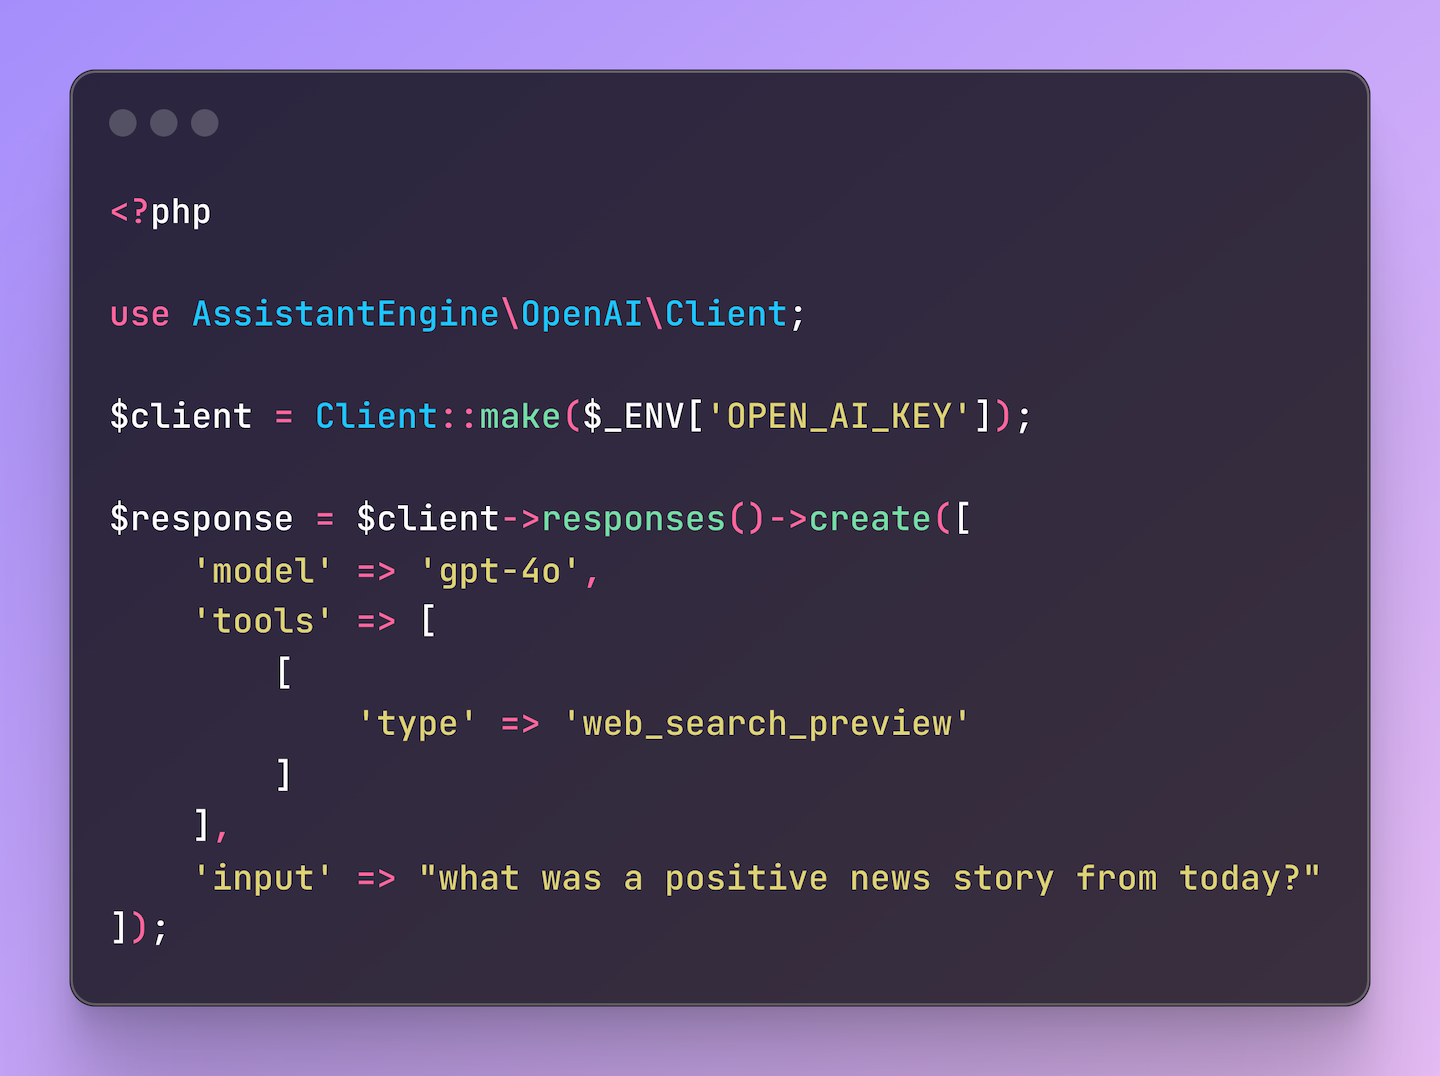 <?php
use AssistantEngine\OpenAI\Client;
$client = Client::make($_ENV['OPEN_AI_KEY']);
$response = $client->responses()->create([
    'model' => 'gpt-4o',
    'tools' => [
        [
            'type' => 'web_search_preview'
        ]
    ],
    'input' => "what was a positive news story from today?"
]);